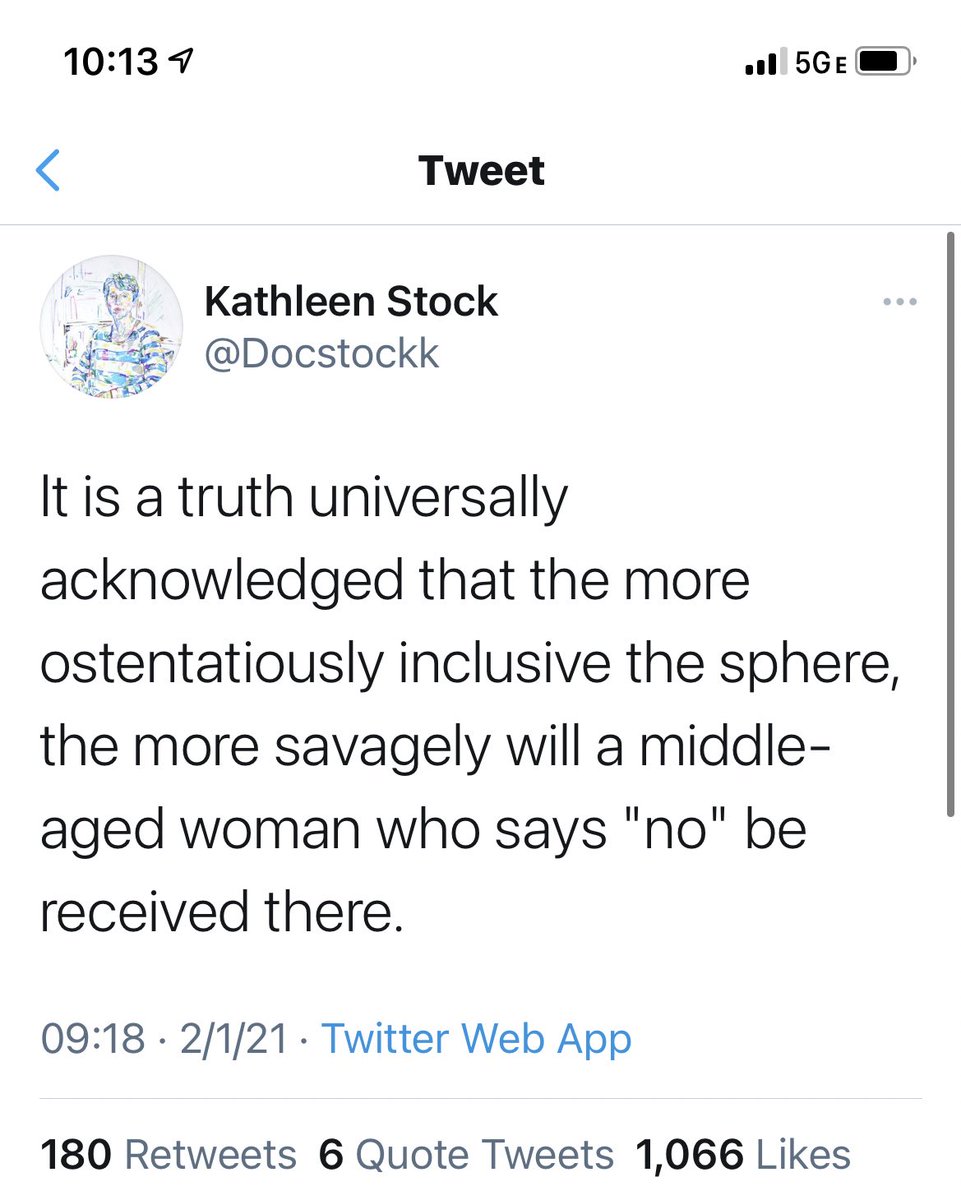 10:13
5GE
Tweet
Kathleen Stock
@Docstockk
It is a truth universally
acknowledged that the more
ostentatiously inclusive the sphere,
the more savagely will a middle-
aged woman who says "no" be
received there.
09:18 · 2/1/21 · Twitter Web App
180 Retweets 6 Quote Tweets 1,066 Likes